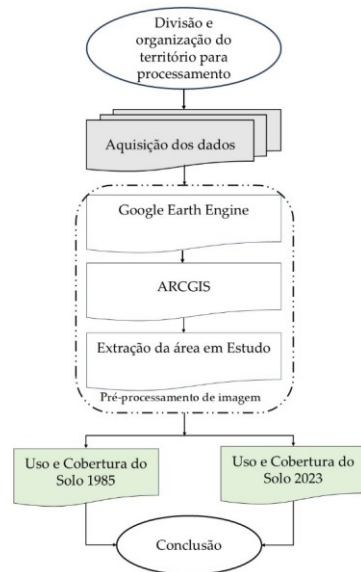 Divisão e
organização do
território para
processamento
Aquisição dos dados
Google Earth Engine
ARCGIS
Extração da área em Estudo
Pré-processamento de imagem
Uso e Cobertura do
Solo 1985
Uso e Cobertura do
Solo 2023
Conclusão